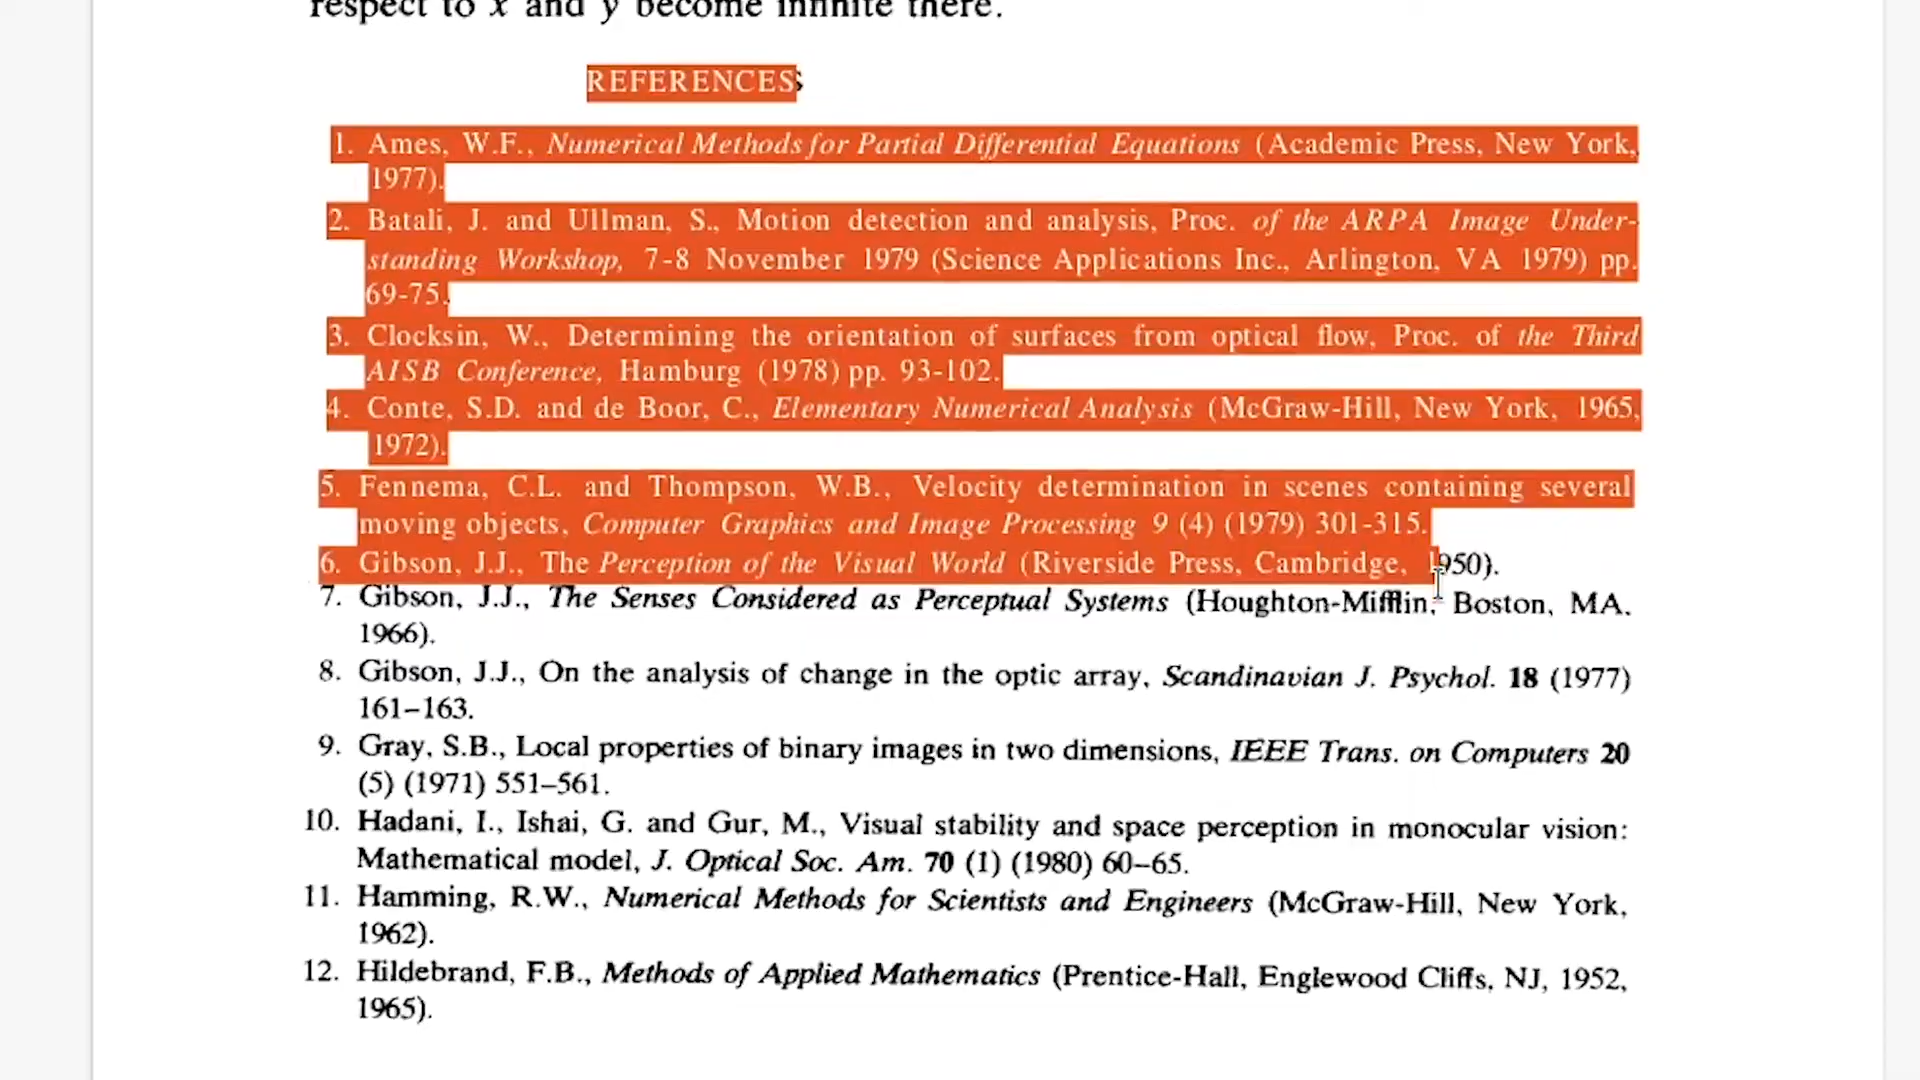 respect to x and y become infinite there.
REFERENCES
1. Ames, W.F., Numerical Methods for Partial Differential Equations (Academic Press, New York,
1977).
2. Batali, J. and Ullman, S., Motion detection and analysis, Proc. of the ARPA Image Under-
standing Workshop, 7-8 November 1979 (Science Applications Inc., Arlington, VA 1979) pp.
69-75.
3. Clocksin, W., Determining the orientation of surfaces from optical flow, Proc. of the Third
AISB Conference, Hamburg (1978) pp. 93-102.
4. Conte, S.D. and de Boor, C., Elementary Numerical Analysis (McGraw-Hill, New York, 1965,
1972).
5. Fennema, C.L. and Thompson, W.B., Velocity determination in scenes containing several
moving objects, Computer Graphics and Image Processing 9 (4) (1979) 301-315.
6. Gibson, J.J., The Perception of the Visual World (Riverside Press, Cambridge, 1950).
7. Gibson, J.J., The Senses Considered as Perceptual Systems (Houghton-Mifflin, Boston, MA.
1966).
8. Gibson, J.J., On the analysis of change in the optic array, Scandinavian J. Psychol. 18 (1977)
161–163.
9. Gray, S.B., Local properties of binary images in two dimensions, IEEE Trans. on Computers 20
(5) (1971) 551–561.
10. Hadani, I., Ishai, G. and Gur, M., Visual stability and space perception in monocular vision:
Mathematical model, J. Optical Soc. Am. 70 (1) (1980) 60–65.
11. Hamming, R.W., Numerical Methods for Scientists and Engineers (McGraw-Hill, New York,
1962).
12. Hildebrand, F.B., Methods of Applied Mathematics (Prentice-Hall, Englewood Cliffs, NJ, 1952,
1965).